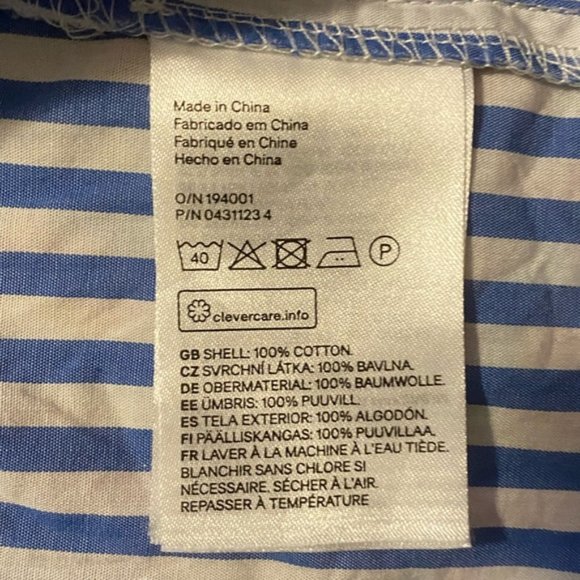 Made in China
Fabricado em China
Fabriqué en Chine
Hecho en China
O/N 194001
P/N 0431123 4
40 P
clevercare.info
GB SHELL: 100% COTTON.
CZ SVRCHNÍ LÁTKA: 100% BAVLNA.
DE OBERMATERIAL: 100% BAUMWOLLE.
EE ÜMBRIS: 100% PUUVILL.
ES TELA EXTERIOR: 100% ALGODÓN.
FI PÄÄLLISKANGAS: 100% PUUVILLAA.
FR LAVER À LA MACHINE À L'EAU TIÈDE.
BLANCHIR SANS CHLORE SI
NÉCESSAIRE. SÉCHER À L'AIR.
REPASSER À TEMPÉRATURE